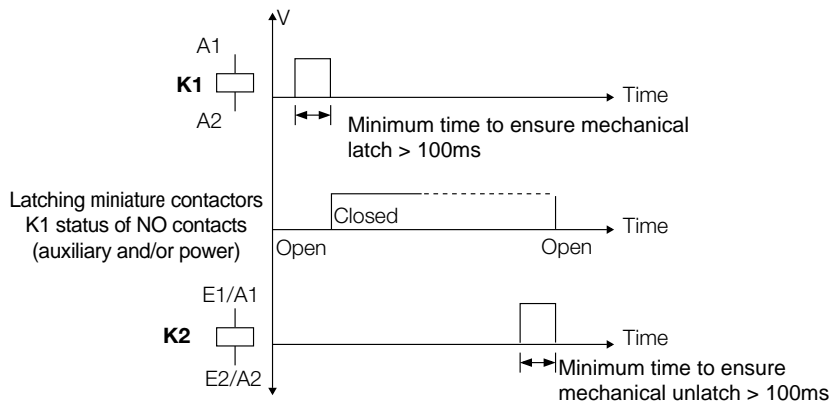 V
A1
K1
A2
Time
Minimum time to ensure mechanical
latch > 100ms
Latching miniature contactors
K1 status of NO contacts
(auxiliary and/or power)
Closed
Time
Open
Open
E1/A1
K2
E2/A2
Time
Minimum time to ensure
mechanical unlatch > 100ms